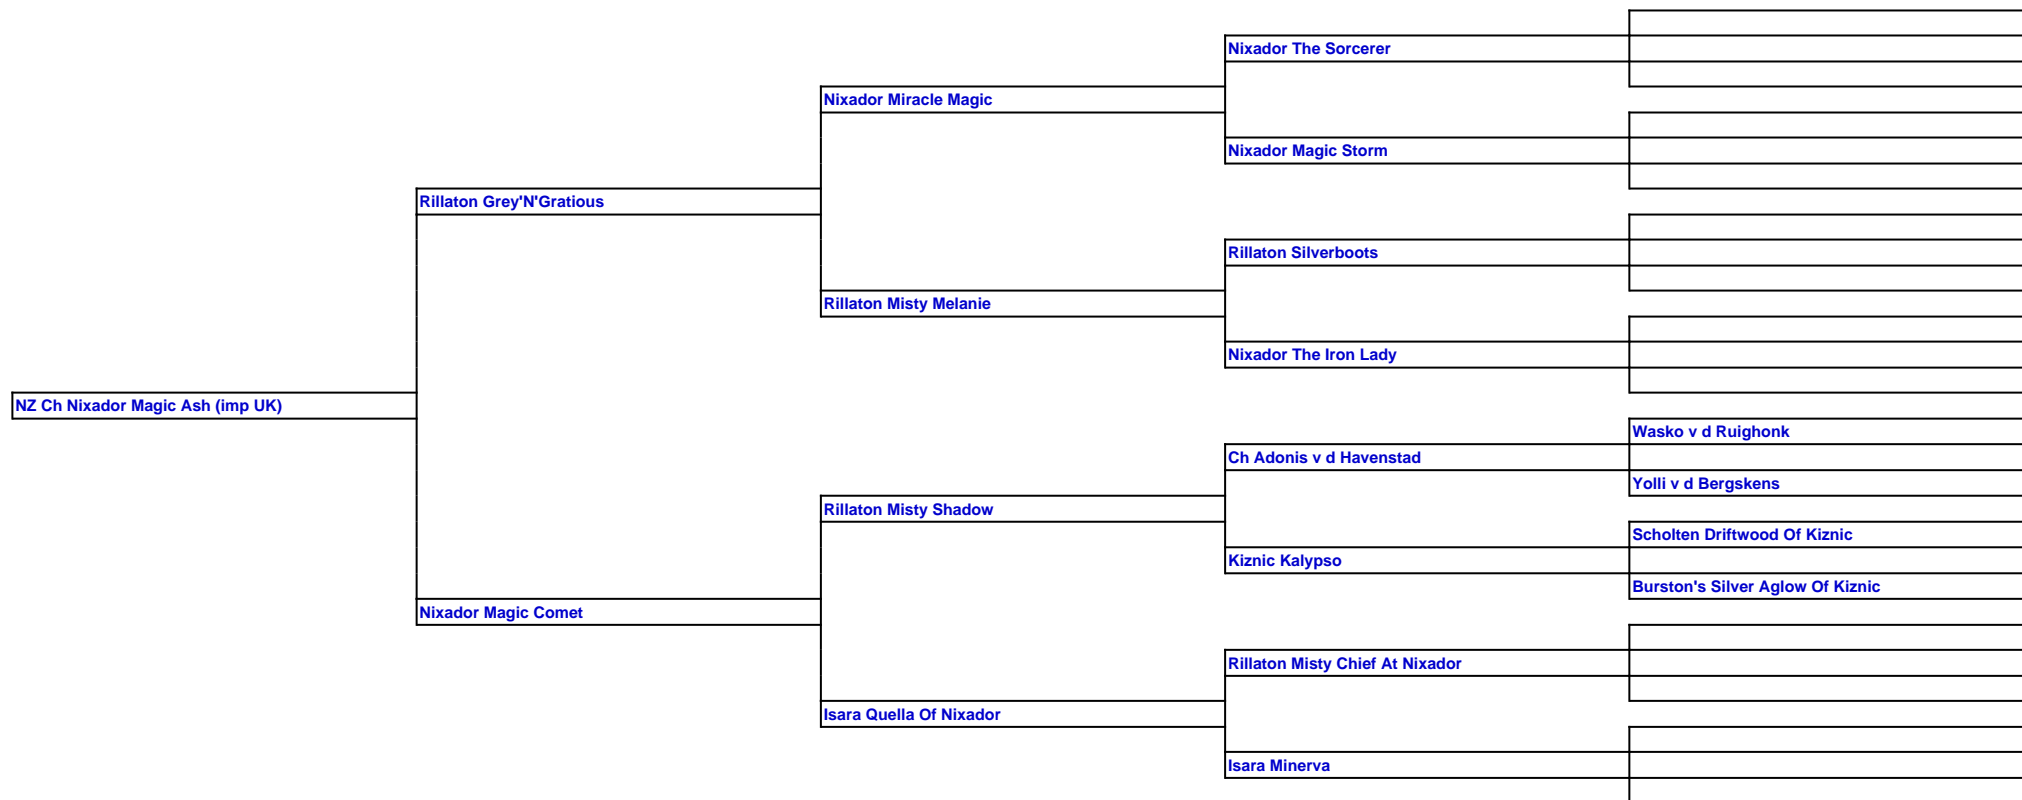 Nixador The Sorcerer
Nixador Miracle Magic
Nixador Magic Storm
Rillaton Grey'N'Gratious
Rillaton Silverboots
Rillaton Misty Melanie
Nixador The Iron Lady
NZ Ch Nixador Magic Ash (imp UK)
Wasko v d Ruighonk
Ch Adonis v d Havenstad
Yolli v d Bergskens
Rillaton Misty Shadow
Scholten Driftwood Of Kiznic
Kiznic Kalypso
Burston's Silver Aglow Of Kiznic
Nixador Magic Comet
Rillaton Misty Chief At Nixador
Isara Quella Of Nixador
Isara Minerva